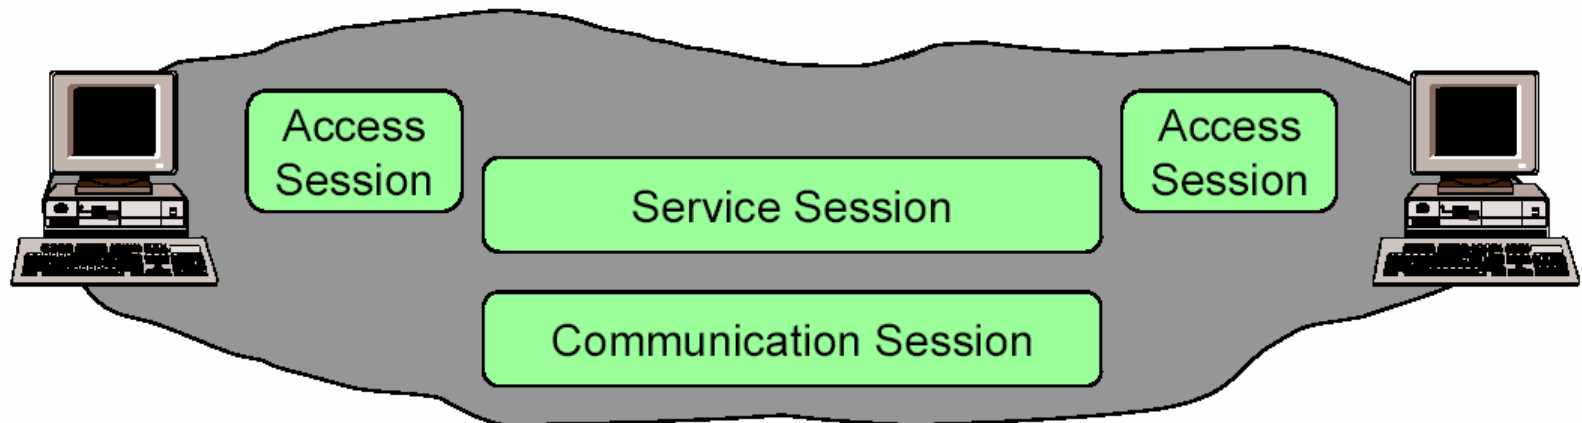 Access
Session
Service Session
Access
Session
Communication Session